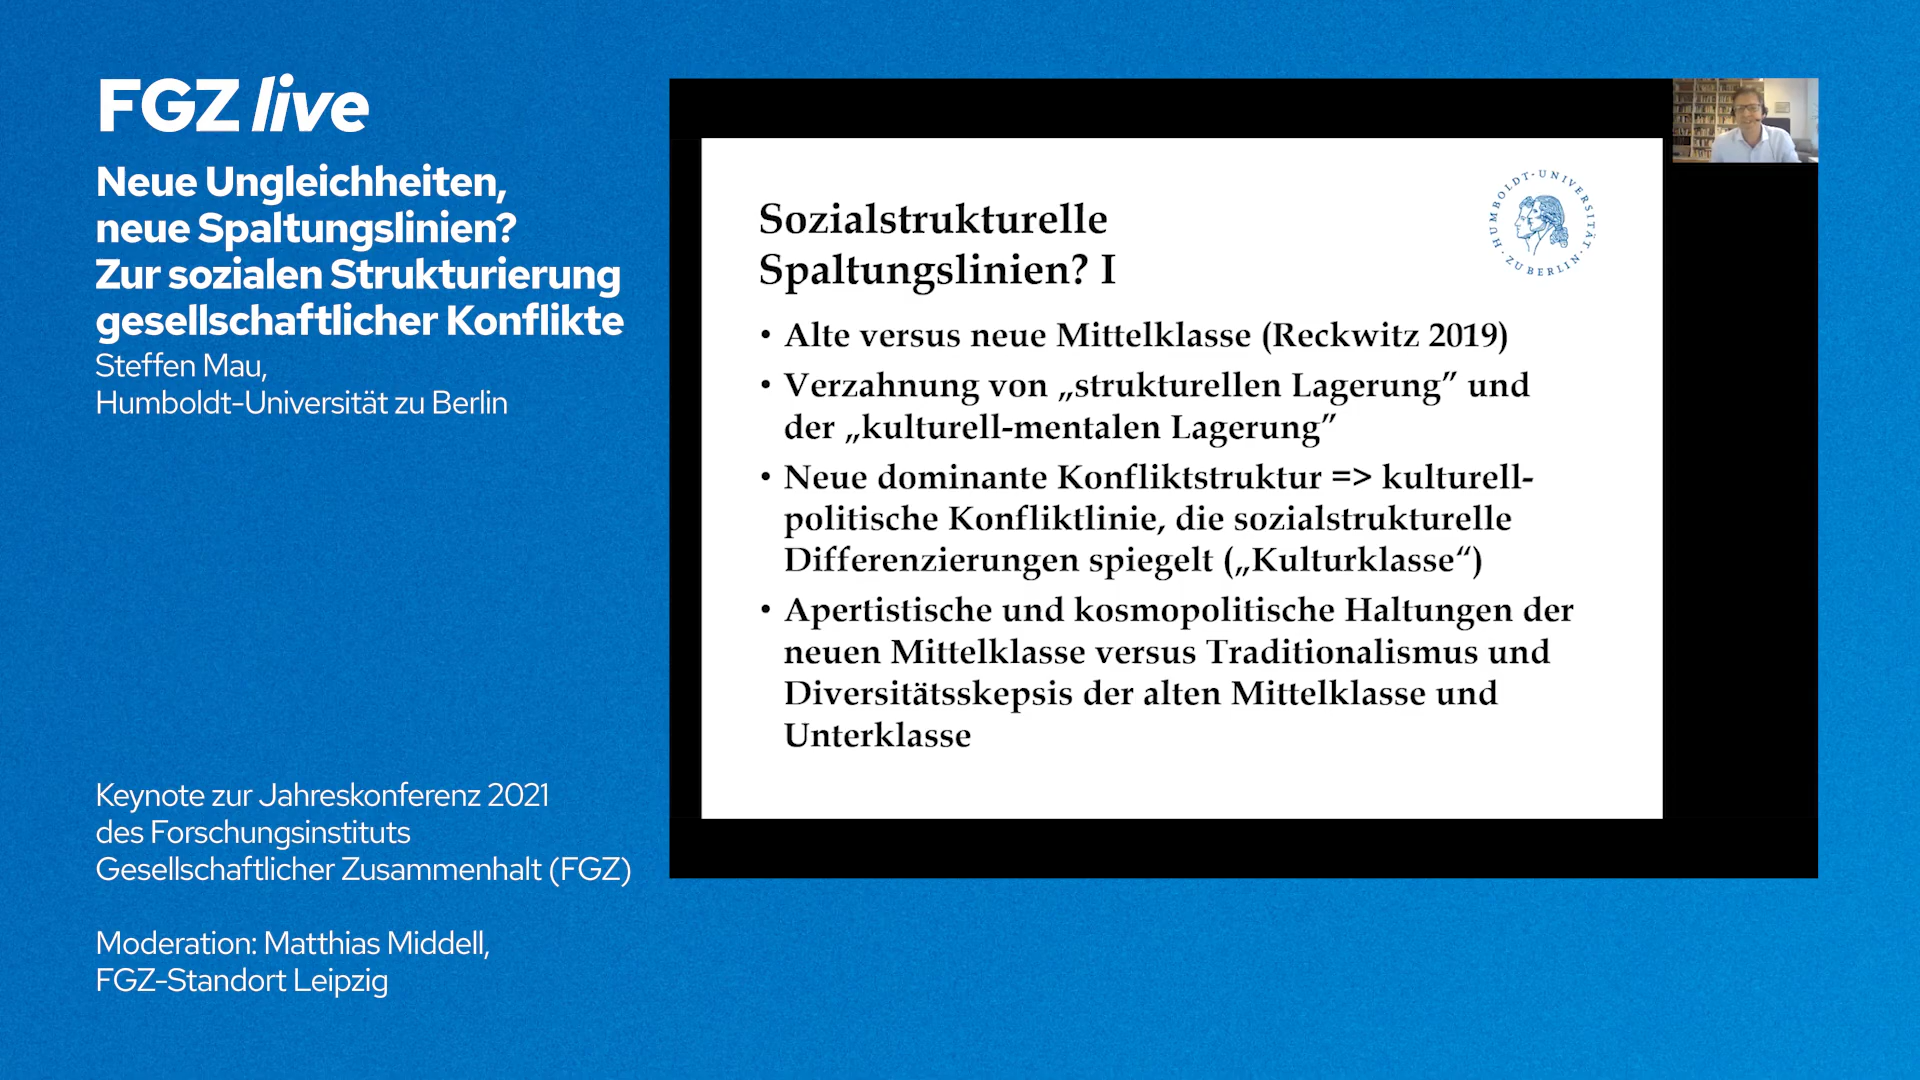 FGZ live
Neue Ungleichheiten,
neue Spaltungslinien?
Zur sozialen Strukturierung
gesellschaftlicher Konflikte
Steffen Mau,
Humboldt-Universität zu Berlin
Keynote zur Jahreskonferenz 2021
des Forschungsinstituts
Gesellschaftlicher Zusammenhalt (FGZ)
Moderation: Matthias Middell,
FGZ-Standort Leipzig
Sozialstrukturelle
Spaltungslinien? I
HUMBOLDT-UNIVERSITÄT
ZU BERLIN
• Alte versus neue Mittelklasse (Reckwitz 2019)
• Verzahnung von „strukturellen Lagerung” und
der „kulturell-mentalen Lagerung”
• Neue dominante Konfliktstruktur => kulturell-
politische Konfliktlinie, die sozialstrukturelle
Differenzierungen spiegelt („Kulturklasse“)
• Apertistische und kosmopolitische Haltungen der
neuen Mittelklasse versus Traditionalismus und
Diversitätsskepsis der alten Mittelklasse und
Unterklasse